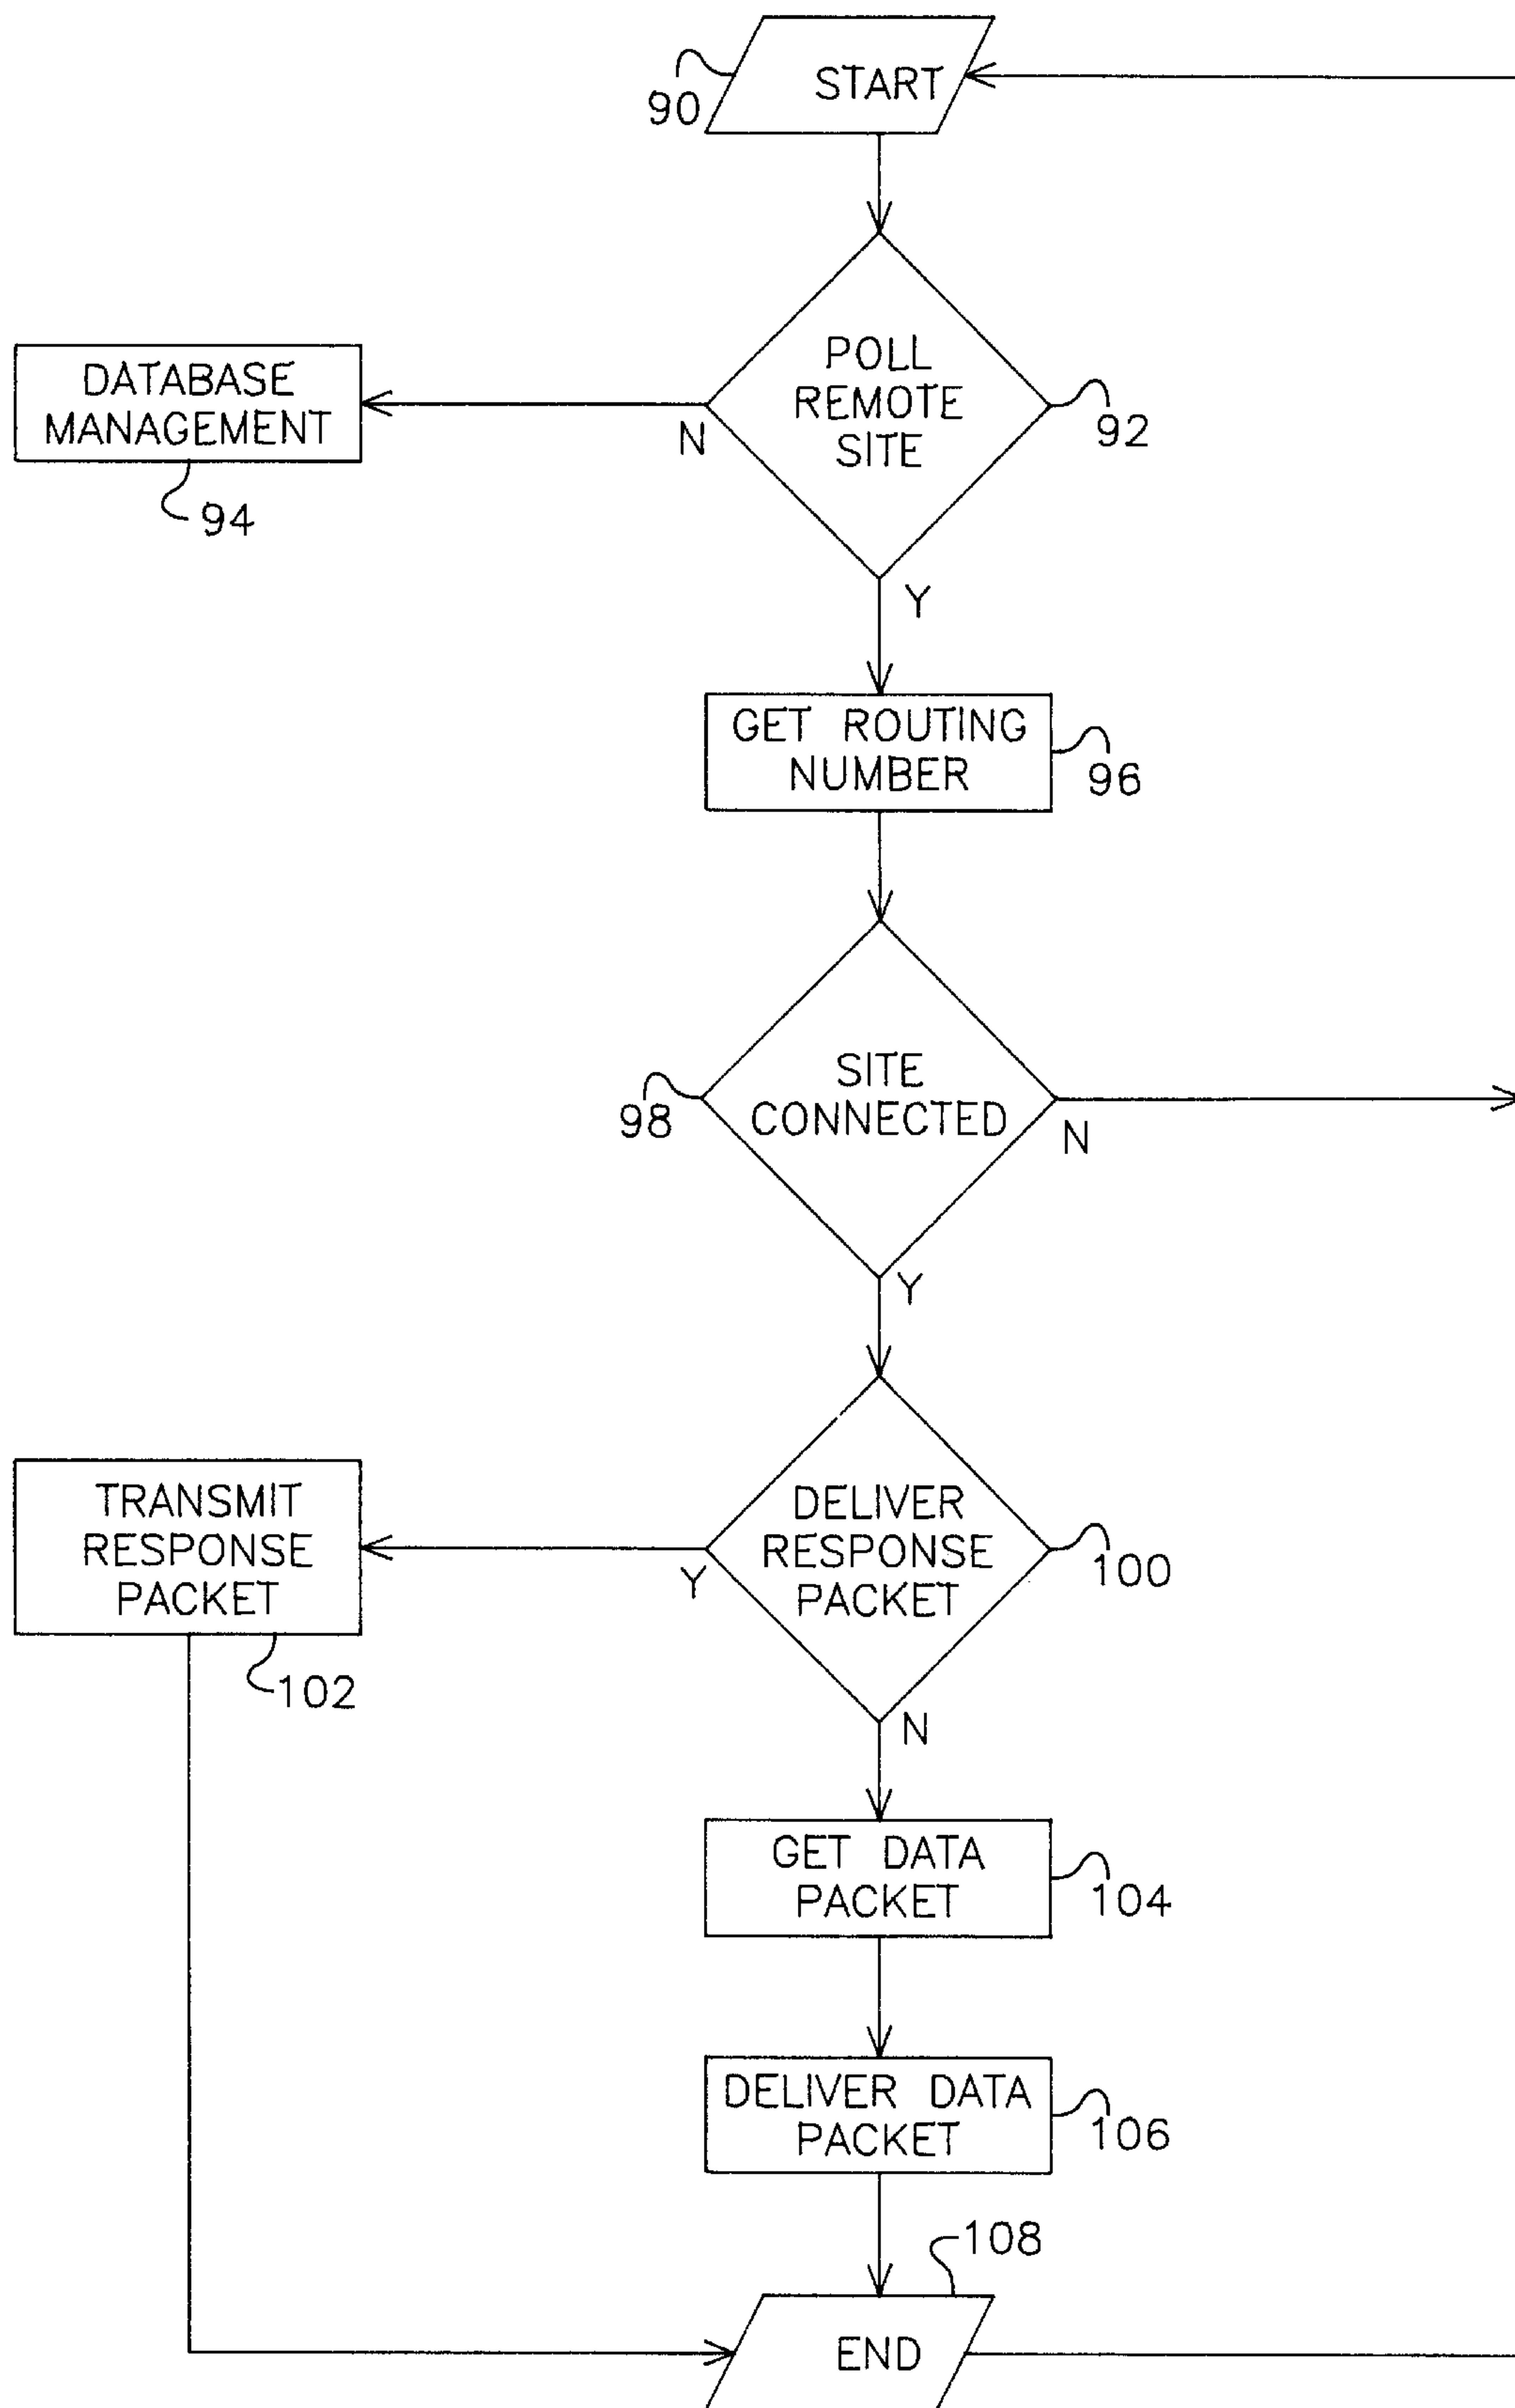 START
90
POLL
REMOTE
SITE
92
DATABASE
MANAGEMENT
N
94
Y
GET ROUTING
NUMBER
96
SITE
CONNECTED
98
N
Y
DELIVER
RESPONSE
PACKET
100
TRANSMIT
RESPONSE
PACKET
Y
102
N
GET DATA
PACKET
104
DELIVER DATA
PACKET
106
108
END